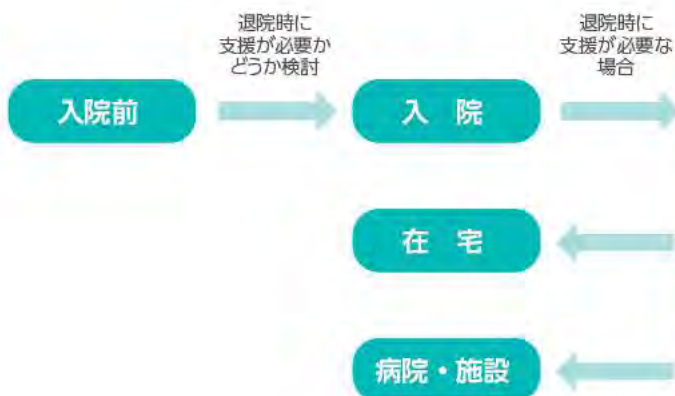 退院時に
支援が必要か
どうか検討
退院時に
支援が必要な
場合
入院前
入 院
在 宅
病院・施設